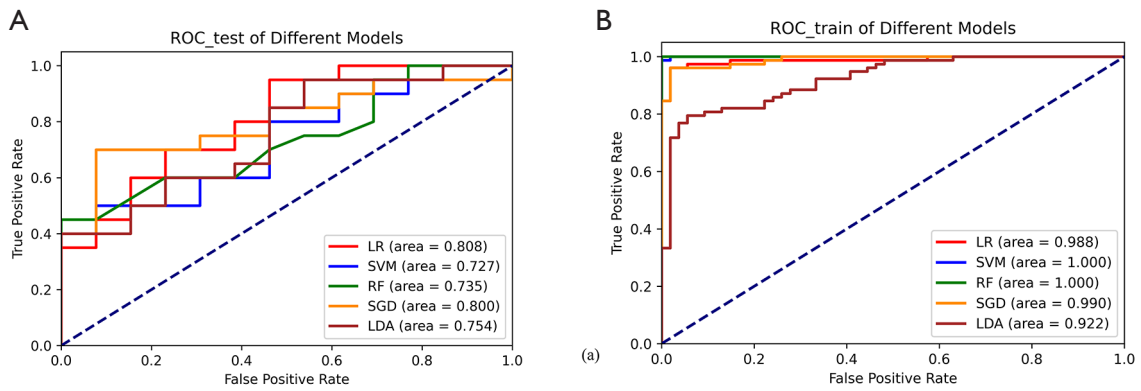 A
ROC_test of Different Models
True Positive Rate
1.0
0.8
0.6
0.4
0.2
0.0
0.0 0.2 0.4 0.6 0.8 1.0
False Positive Rate
LR (area = 0.808)
SVM (area = 0.727)
RF (area = 0.735)
SGD (area = 0.800)
LDA (area = 0.754)
(a)
B
ROC_train of Different Models
True Positive Rate
1.0
0.8
0.6
0.4
0.2
0.0
0.0 0.2 0.4 0.6 0.8 1.0
False Positive Rate
LR (area = 0.988)
SVM (area = 1.000)
RF (area = 1.000)
SGD (area = 0.990)
LDA (area = 0.922)